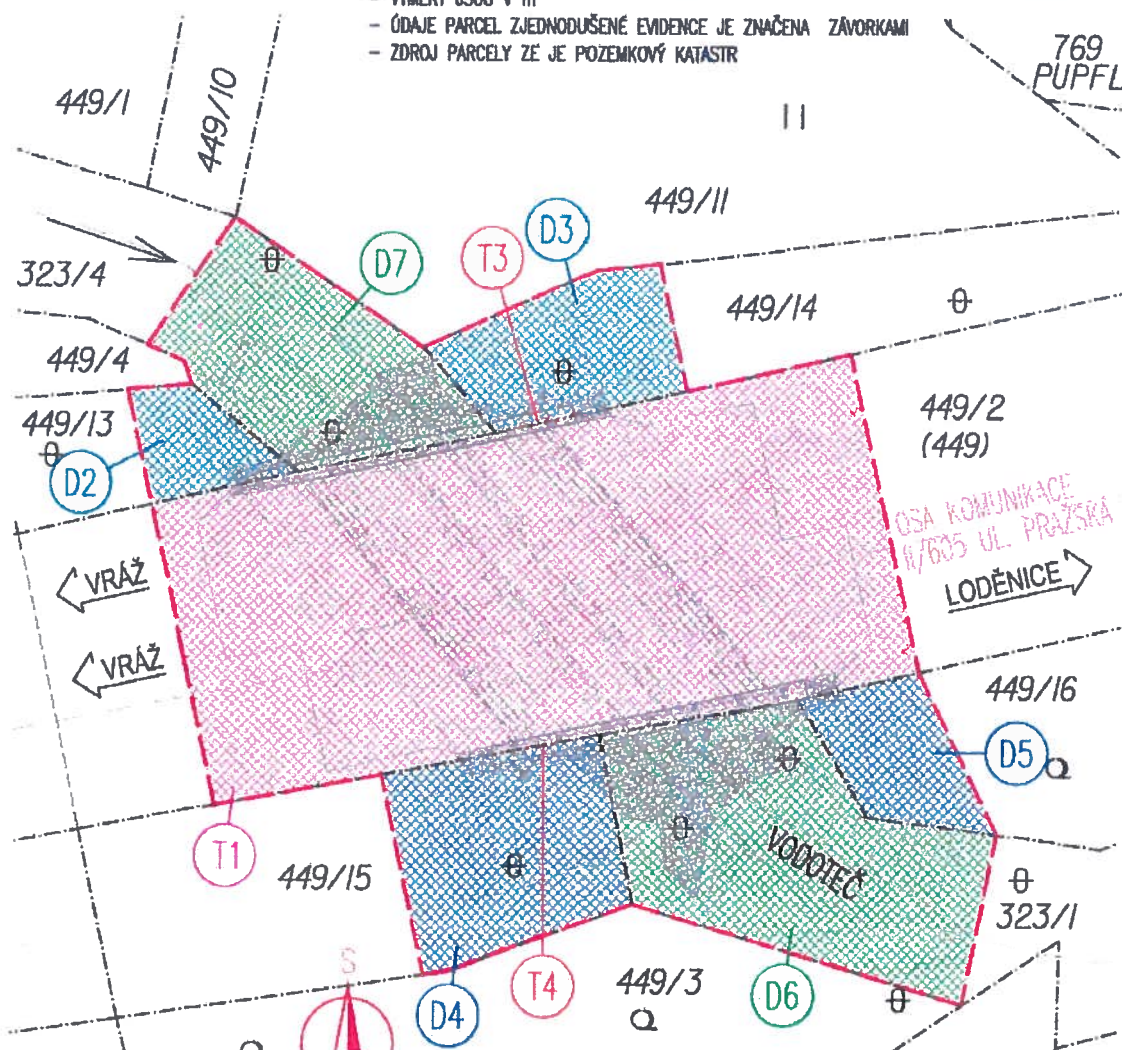 - ÚDAJE PARCEL ZJEDNODUŠENÉ EVIDENCE JE ZNAČENA ZÁVORKAMI
- ZDROJ PARCELY ZE JE POZEMKOVÝ KATASTR
769
PUPFL
449/1
449/10
449/11
D3
T3
D7
323/4
449/14
449/4
449/13
449/2
(449)
D2
OSA KOMUNIKACE
II/605 UL. PRAŽSKÁ
VRÁŽ
LODĚNICE
VRÁŽ
449/16
D5
T1
449/15
VODOTEČ
323/1
S
D4
T4
449/3
D6